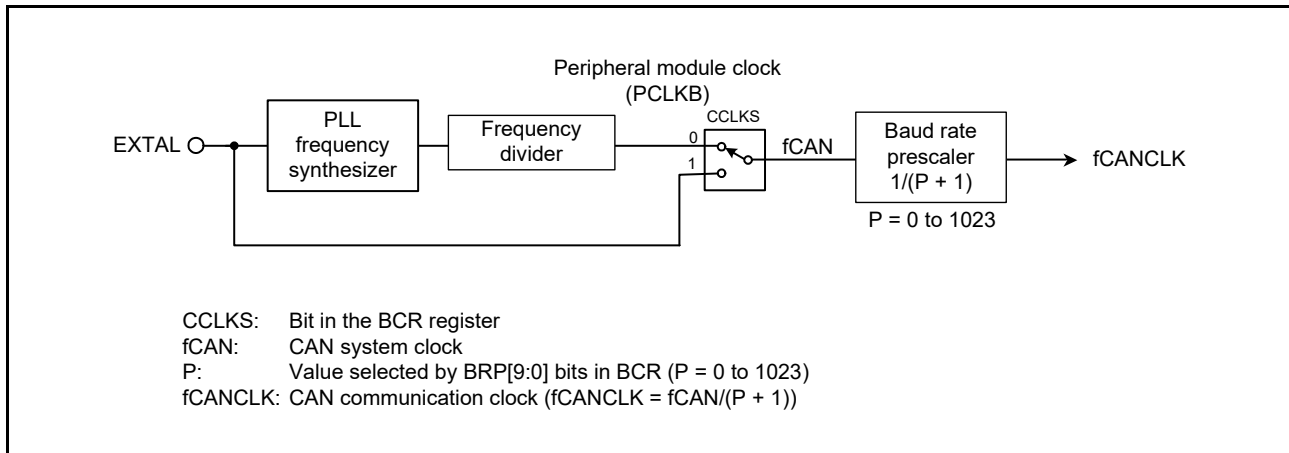 Peripheral module clock
(PCLKB)
CCLKS
EXTAL
PLL
frequency
synthesizer
Frequency
divider
0
1
fCAN
Baud rate
prescaler
1/(P + 1)
fCANCLK
P = 0 to 1023
CCLKS: Bit in the BCR register
fCAN: CAN system clock
P: Value selected by BRP[9:0] bits in BCR (P = 0 to 1023)
fCANCLK: CAN communication clock (fCANCLK = fCAN/(P + 1))